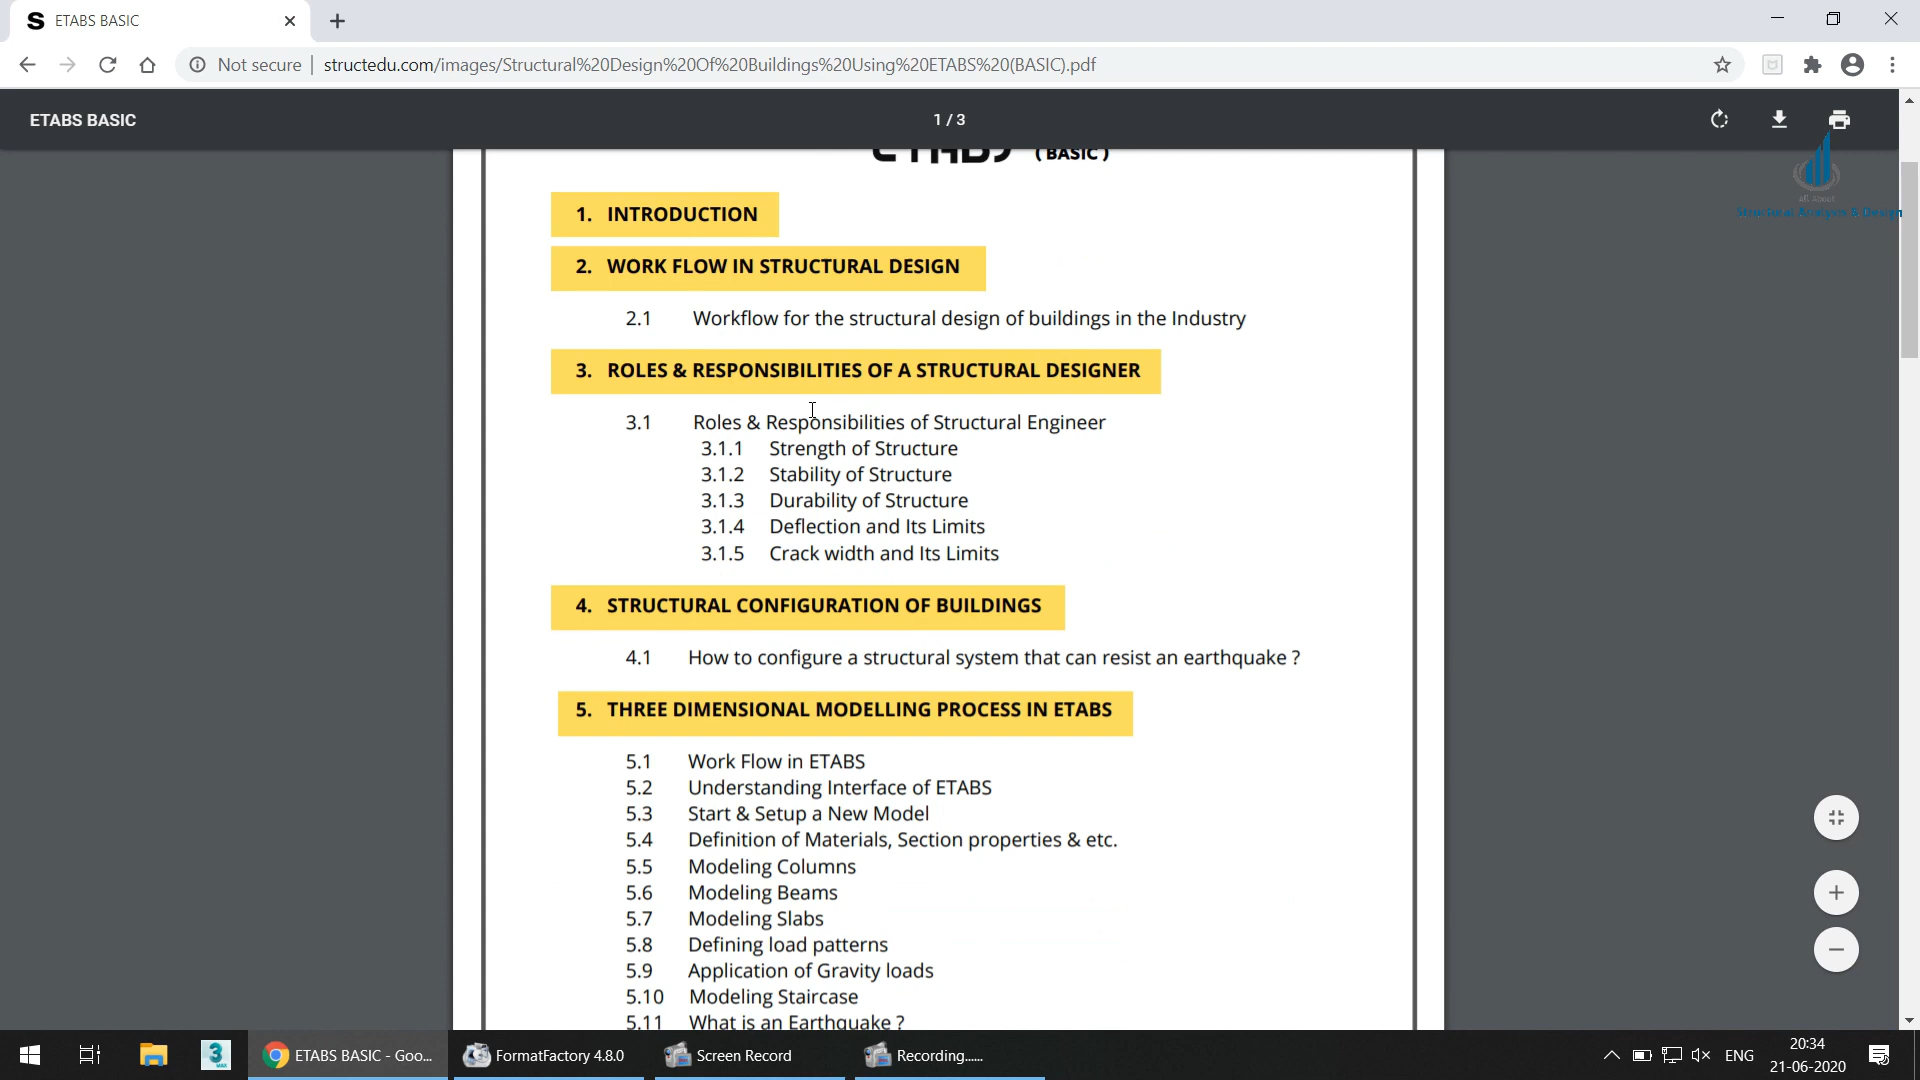 S ETABS BASIC
Not secure | structedu.com/images/Structural%20Design%20Of%20Buildings%20Using%20ETABS%20(BASIC).pdf
ETABS BASIC
1 / 3
ETABS (BASIC)
All About
Structural Analysis & Design
1. INTRODUCTION
2. WORK FLOW IN STRUCTURAL DESIGN
2.1 Workflow for the structural design of buildings in the Industry
3. ROLES & RESPONSIBILITIES OF A STRUCTURAL DESIGNER
3.1 Roles & Responsibilities of Structural Engineer
3.1.1 Strength of Structure
3.1.2 Stability of Structure
3.1.3 Durability of Structure
3.1.4 Deflection and Its Limits
3.1.5 Crack width and Its Limits
4. STRUCTURAL CONFIGURATION OF BUILDINGS
4.1 How to configure a structural system that can resist an earthquake ?
5. THREE DIMENSIONAL MODELLING PROCESS IN ETABS
5.1 Work Flow in ETABS
5.2 Understanding Interface of ETABS
5.3 Start & Setup a New Model
5.4 Definition of Materials, Section properties & etc.
5.5 Modeling Columns
5.6 Modeling Beams
5.7 Modeling Slabs
5.8 Defining load patterns
5.9 Application of Gravity loads
5.10 Modeling Staircase
5.11 What is an Earthquake ?
3
MAX
ETABS BASIC - Goo...
FormatFactory 4.8.0
Screen Record
Recording......
ENG
20:34
21-06-2020